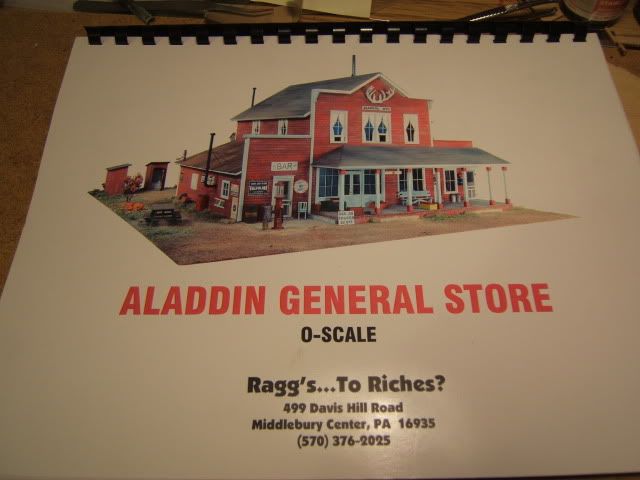 BAR
ALADDIN GENERAL STORE
O-SCALE
Ragg's...To Riches?
499 Davis Hill Road
Middlebury Center, PA 16935
(570) 376-2025